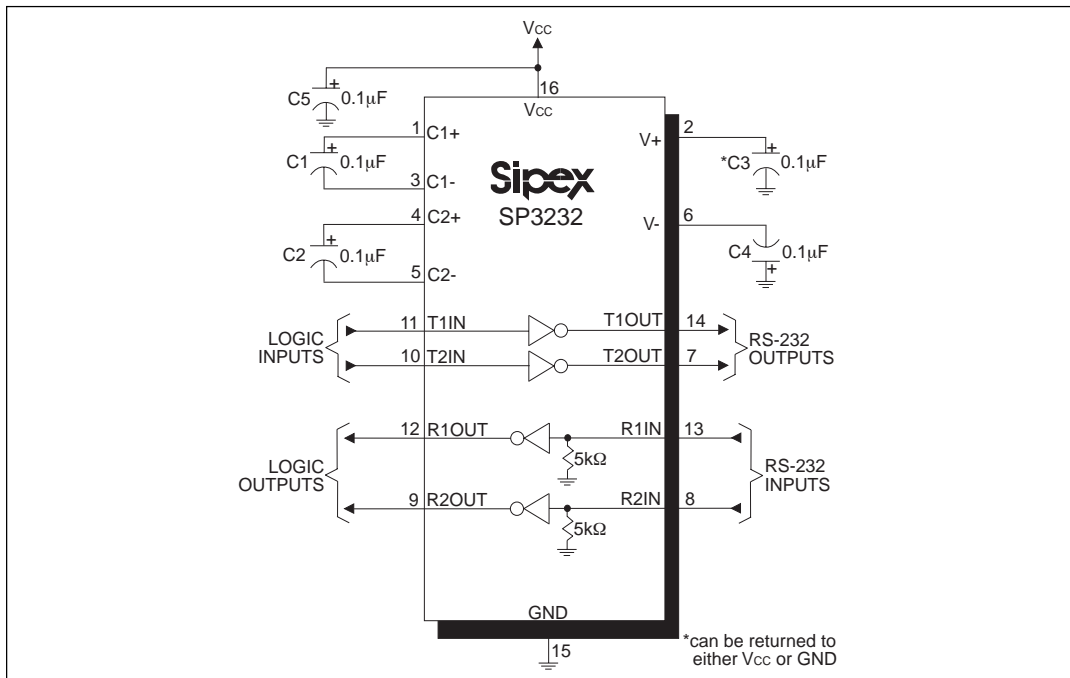 Vcc
C5
+
0.1µF
16
Vcc
1
C1+
C1
+
0.1µF
3
C1-
4
C2+
C2
+
0.1µF
5
C2-
Sipex
SP3232
V+
2
*C3
+
0.1µF
V-
6
C4
0.1µF
+
LOGIC
INPUTS
11
T1IN
T1OUT
14
10
T2IN
T2OUT
7
RS-232
OUTPUTS
LOGIC
OUTPUTS
12
R1OUT
R1IN
13
5kΩ
9
R2OUT
R2IN
8
5kΩ
RS-232
INPUTS
GND
15
*can be returned to
either Vcc or GND